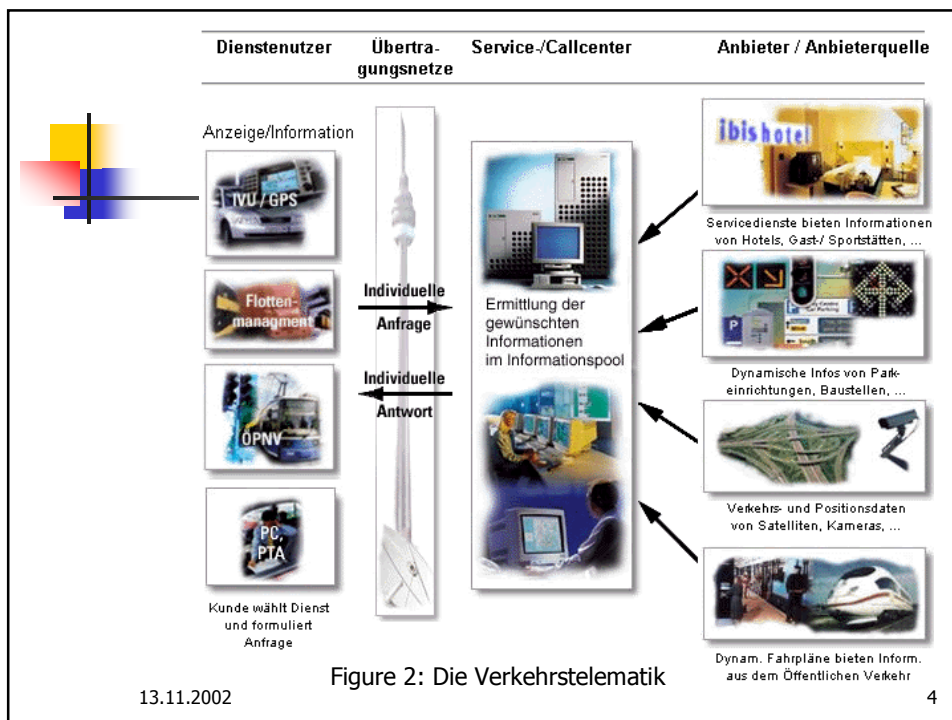 Dienstenutzer
Übertra-
gungsnetze
Service-/Callcenter
Anbieter / Anbieterquelle
Anzeige/Information
IVU / GPS
Flotten-
managment
ÖPNV
PC,
PTA
Kunde wählt Dienst
und formuliert
Anfrage
Individuelle
Anfrage
Individuelle
Antwort
Ermittlung der
gewünschten
Informationen
im Informationspool
ibis hotel
Servicedienste bieten Informationen
von Hotels, Gast-/ Sportstätten, ...
P
Dynamische Infos von Park-
einrichtungen, Baustellen, ...
Verkehrs- und Positionsdaten
von Satelliten, Kameras, ...
Dynam. Fahrpläne bieten Inform.
aus dem Öffentlichen Verkehr
Figure 2: Die Verkehrstelematik
13.11.2002
4